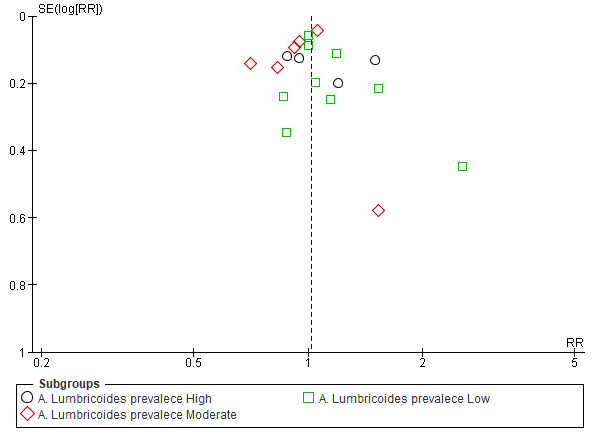 SE(log[RR])
0
0.2
0.4
0.6
0.8
1
RR
0.2 0.5 1 2 5
Subgroups
A. Lumbricoides prevalece High A. Lumbricoides prevalece Low
A. Lumbricoides prevalece Moderate